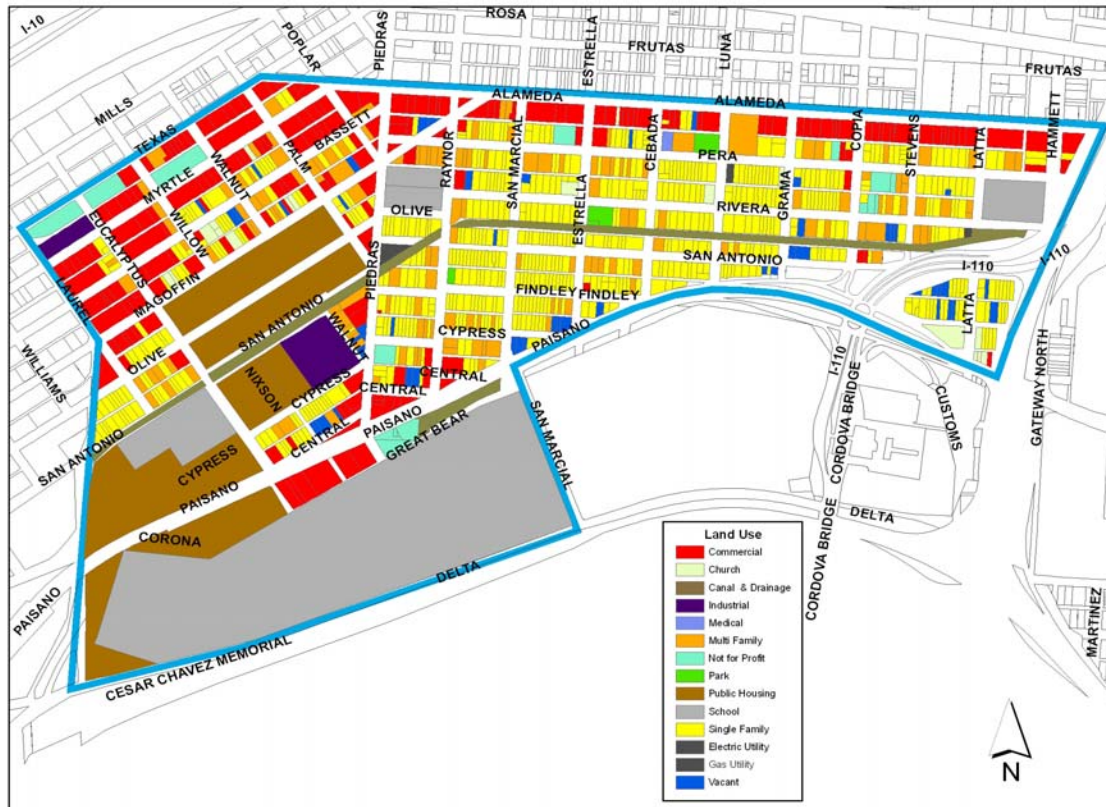 I-10
ROSA
POPLAR
PIEDRAS
ESTRELLA
FRUTAS
LUNA
FRUTAS
MILLS
TEXAS
ALAMEDA
ALAMEDA
HAMMETT
BASSETT
PALM
WALNUT
MYRTLE
RAYNOR
SAN MARCIAL
CEBADA
PERA
COPIA
STEVENS
LATTA
WILLOW
EUCALYPTUS
OLIVE
ESTRELLA
RIVERA
GRAMA
LAUREL
MAGOFFIN
SAN ANTONIO
I-110
I-110
SAN ANTONIO
PIEDRAS
FINDLEY
FINDLEY
LATTA
WILLIAMS
OLIVE
WALNUT
CYPRESS
PAISANO
NIXSON
CYPRESS
CENTRAL
CENTRAL
I-110
CORDOVA BRIDGE
CUSTOMS
GATEWAY NORTH
SAN ANTONIO
CENTRAL
PAISANO
GREAT BEAR
SAN MARCIAL
CYPRESS
PAISANO
CORONA
DELTA
DELTA
CORDOVA BRIDGE
PAISANO
CESAR CHAVEZ MEMORIAL
MARTINEZ
Land Use
Commercial
Church
Canal & Drainage
Industrial
Medical
Multi Family
Not for Profit
Park
Public Housing
School
Single Family
Electric Utility
Gas Utility
Vacant
N